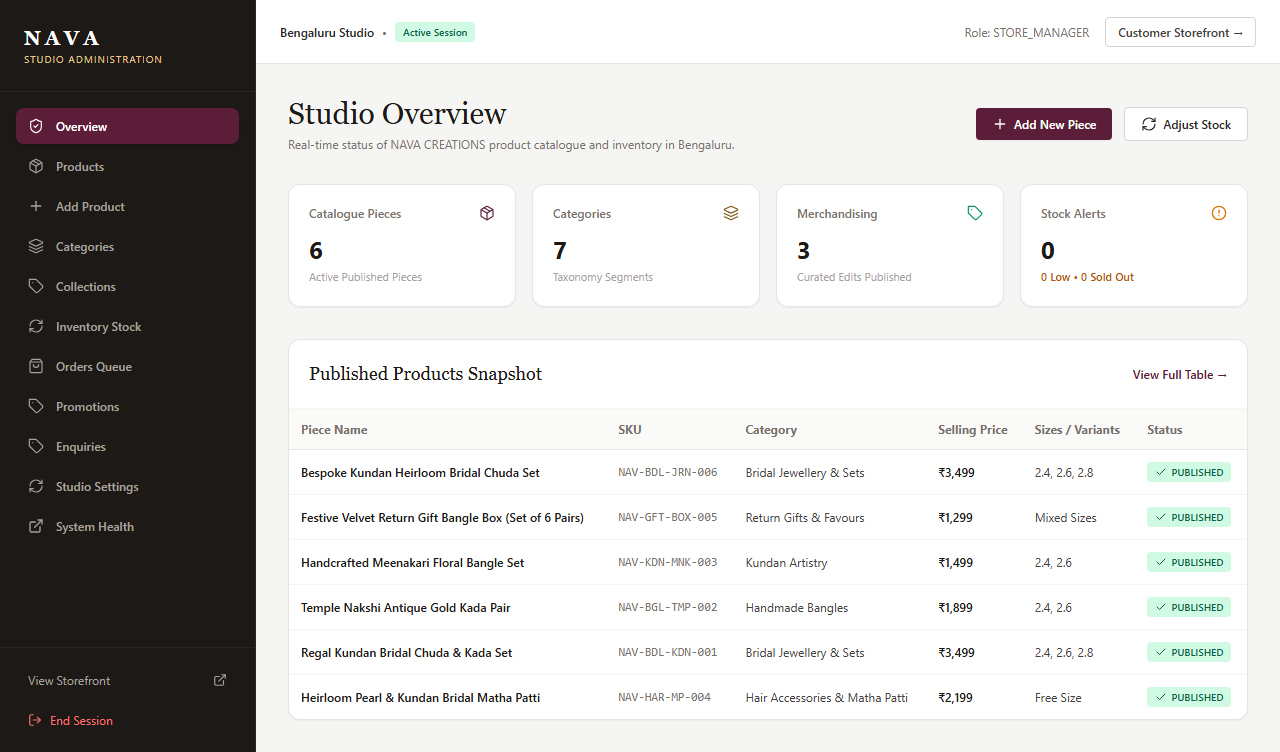 NAVA
STUDIO ADMINISTRATION
Overview
Products
Add Product
Categories
Collections
Inventory Stock
Orders Queue
Promotions
Enquiries
Studio Settings
System Health
View Storefront
End Session
Bengaluru Studio • Active Session
Role: STORE_MANAGER
Customer Storefront →
Studio Overview
Real-time status of NAVA CREATIONS product catalogue and inventory in Bengaluru.
Add New Piece
Adjust Stock
Catalogue Pieces
6
Active Published Pieces
Categories
7
Taxonomy Segments
Merchandising
3
Curated Edits Published
Stock Alerts
0
0 Low • 0 Sold Out
Published Products Snapshot
View Full Table →
Piece Name SKU Category Selling Price Sizes / Variants Status
Bespoke Kundan Heirloom Bridal Chuda Set NAV-BDL-JRN-006 Bridal Jewellery & Sets ₹3,499 2.4, 2.6, 2.8 PUBLISHED
Festive Velvet Return Gift Bangle Box (Set of 6 Pairs) NAV-GFT-BOX-005 Return Gifts & Favours ₹1,299 Mixed Sizes PUBLISHED
Handcrafted Meenakari Floral Bangle Set NAV-KDN-MNK-003 Kundan Artistry ₹1,499 2.4, 2.6 PUBLISHED
Temple Nakshi Antique Gold Kada Pair NAV-BGL-TMP-002 Handmade Bangles ₹1,899 2.4, 2.6 PUBLISHED
Regal Kundan Bridal Chuda & Kada Set NAV-BDL-KDN-001 Bridal Jewellery & Sets ₹3,499 2.4, 2.6, 2.8 PUBLISHED
Heirloom Pearl & Kundan Bridal Matha Patti NAV-HAR-MP-004 Hair Accessories & Matha Patti ₹2,199 Free Size PUBLISHED